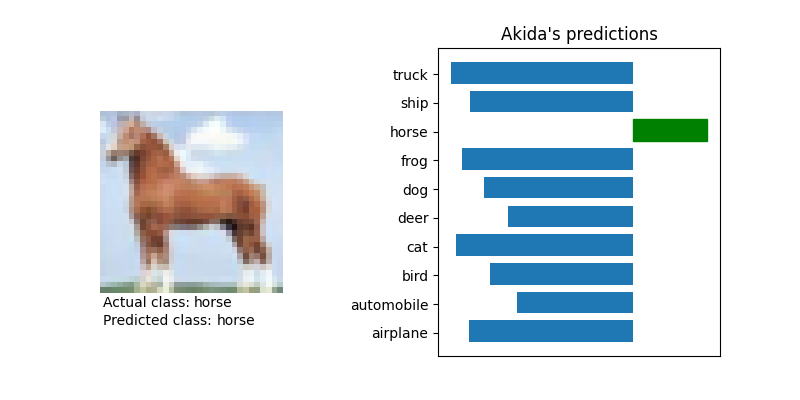 Akida's predictions
truck
ship
horse
frog
dog
deer
cat
bird
automobile
airplane
Actual class: horse
Predicted class: horse